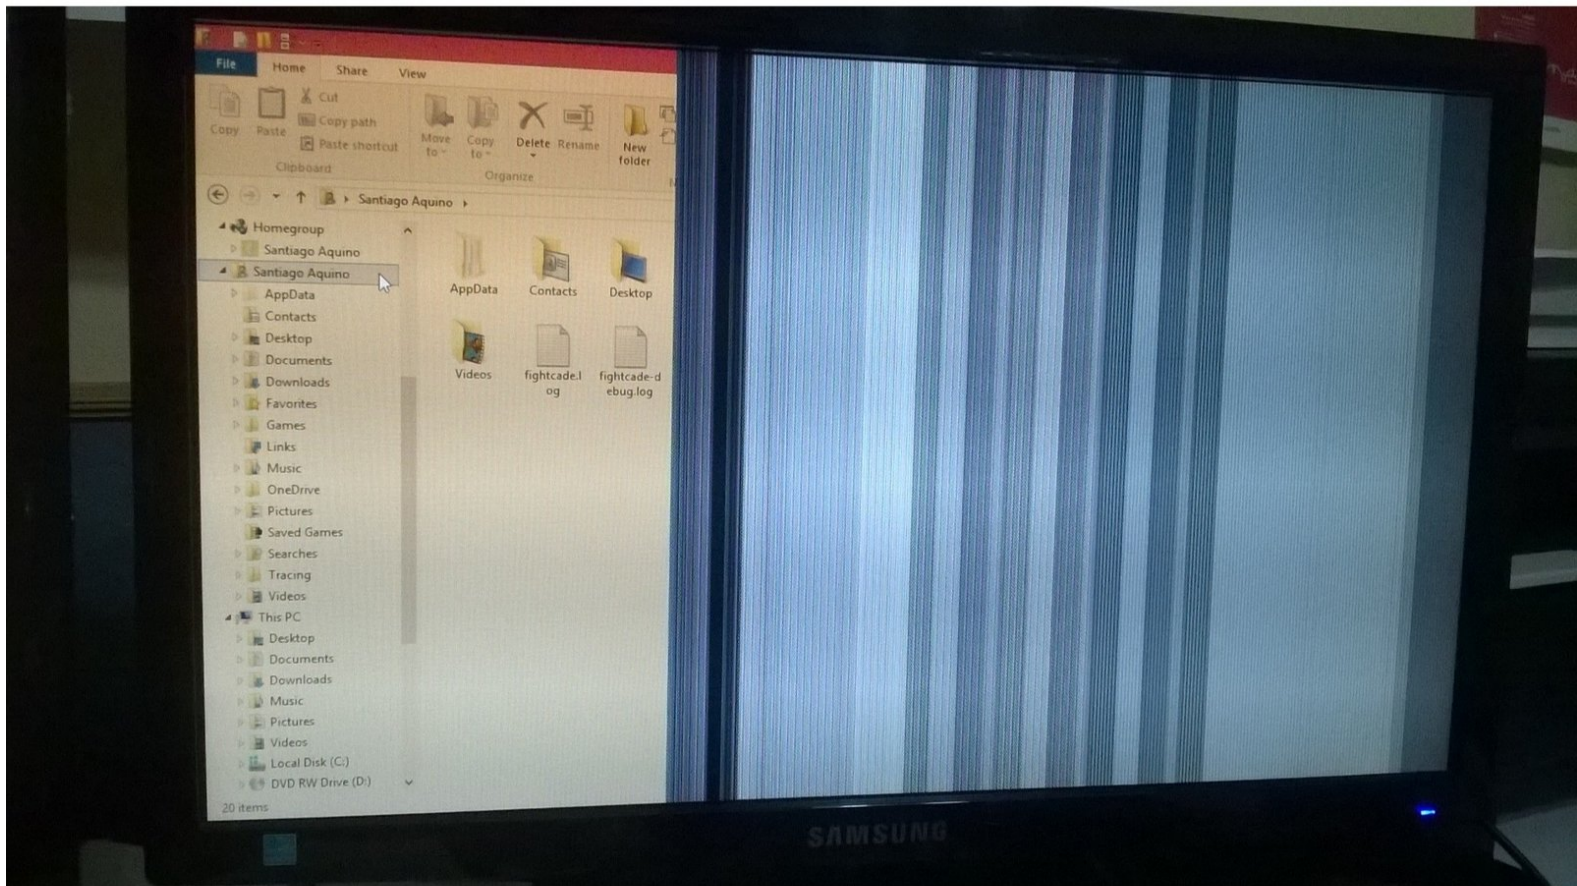 File Home Share View
Cut
Copy path
Paste shortcut
Copy Paste
Move to
Copy to
Delete Rename
New folder
Clipboard
Organize
Santiago Aquino
Homegroup
Santiago Aquino
Santiago Aquino
AppData
Contacts
Desktop
Documents
Downloads
Favorites
Games
Links
Music
OneDrive
Pictures
Saved Games
Searches
Tracing
Videos
This PC
Desktop
Documents
Downloads
Music
Pictures
Videos
Local Disk (C:)
DVD RW Drive (D:)
AppData Contacts Desktop
Videos
fightcade.l
og
fightcade-d
ebug.log
20 items
SAMSUNG